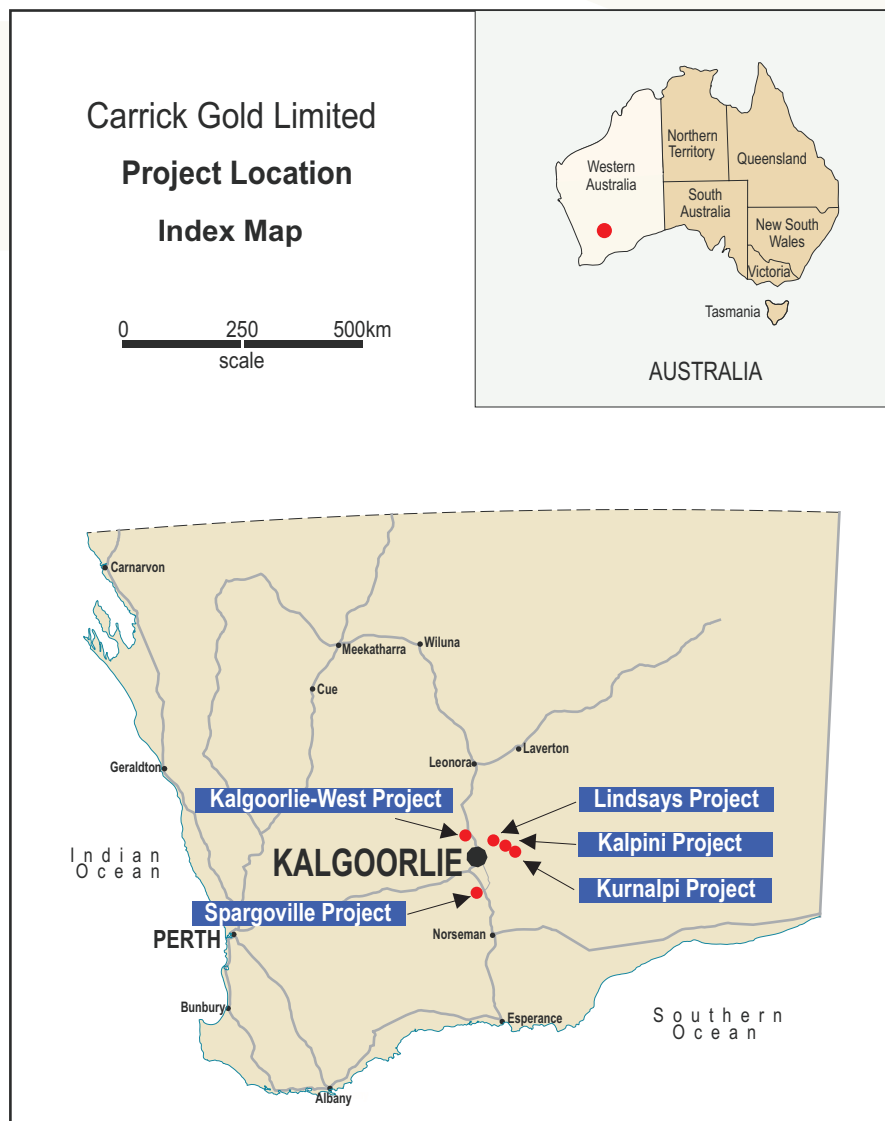 Carrick Gold Limited
Project Location
Index Map
0 250 500km
scale
Northern
Territory
Western
Australia
Queensland
South
Australia
New South
Wales
Victoria
Tasmania
AUSTRALIA
Carnarvon
Meekatharra
Wiluna
Cue
Laverton
Leonora
Geraldton
Kalgoorlie-West Project
Lindsays Project
Kalpini Project
KALGOORLIE
Kurnalpi Project
Indian
Ocean
Spargoville Project
PERTH
Norseman
Bunbury
Esperance
Southern
Ocean
Albany